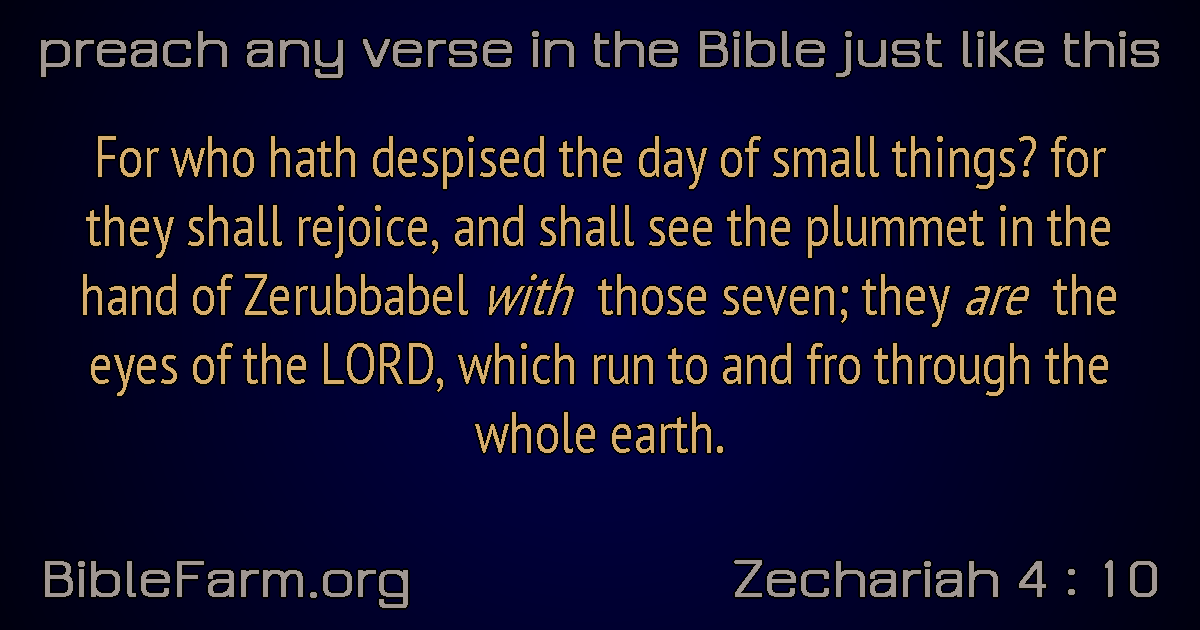 preach any verse in the Bible just like this
For who hath despised the day of small things? for
they shall rejoice, and shall see the plummet in the
hand of Zerubbabel with those seven; they are the
eyes of the LORD, which run to and fro through the
whole earth.
BibleFarm.org
Zechariah 4 : 10